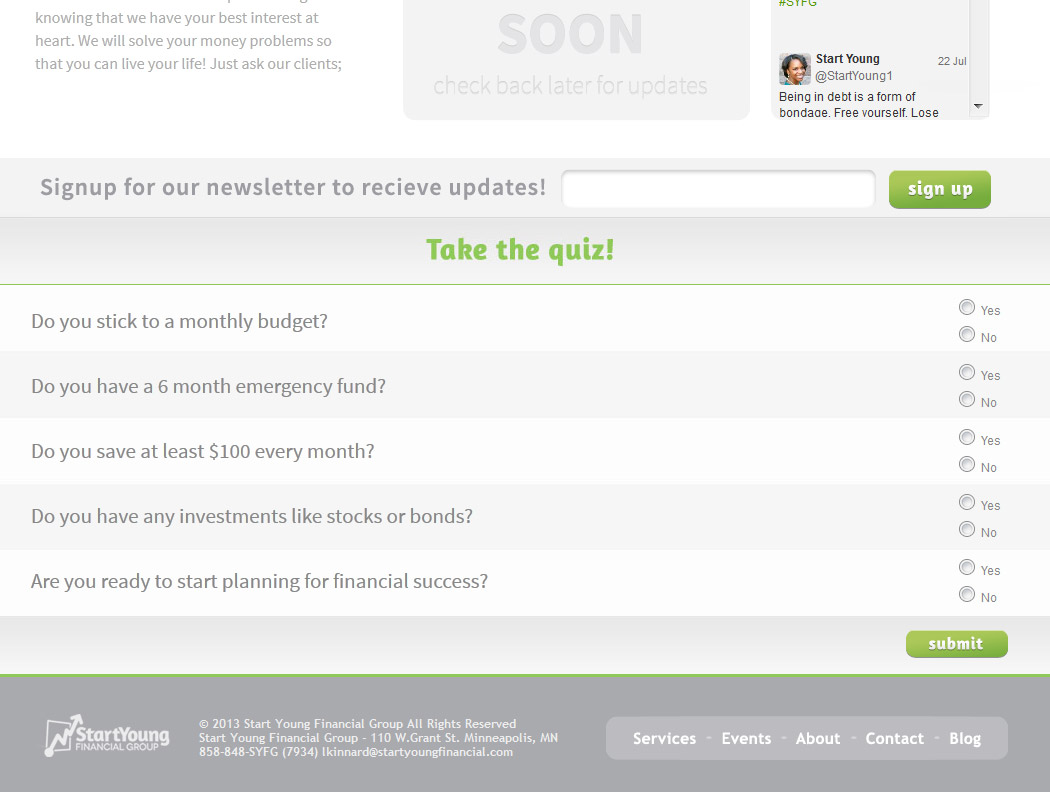 knowing that we have your best interest at
heart. We will solve your money problems so
that you can live your life! Just ask our clients;
SOON
check back later for updates
#SYFG
Start Young
22 Jul
@StartYoung1
Being in debt is a form of
bondage. Free yourself. Lose
Signup for our newsletter to recieve updates!
sign up
Take the quiz!
Do you stick to a monthly budget?
Yes
No
Do you have a 6 month emergency fund?
Yes
No
Do you save at least $100 every month?
Yes
No
Do you have any investments like stocks or bonds?
Yes
No
Are you ready to start planning for financial success?
Yes
No
submit
StartYoung
FINANCIAL GROUP
© 2013 Start Young Financial Group All Rights Reserved
Start Young Financial Group - 110 W.Grant St. Minneapolis, MN
858-848-SYFG (7934) lkinnard@startyoungfinancial.com
Services - Events - About - Contact - Blog